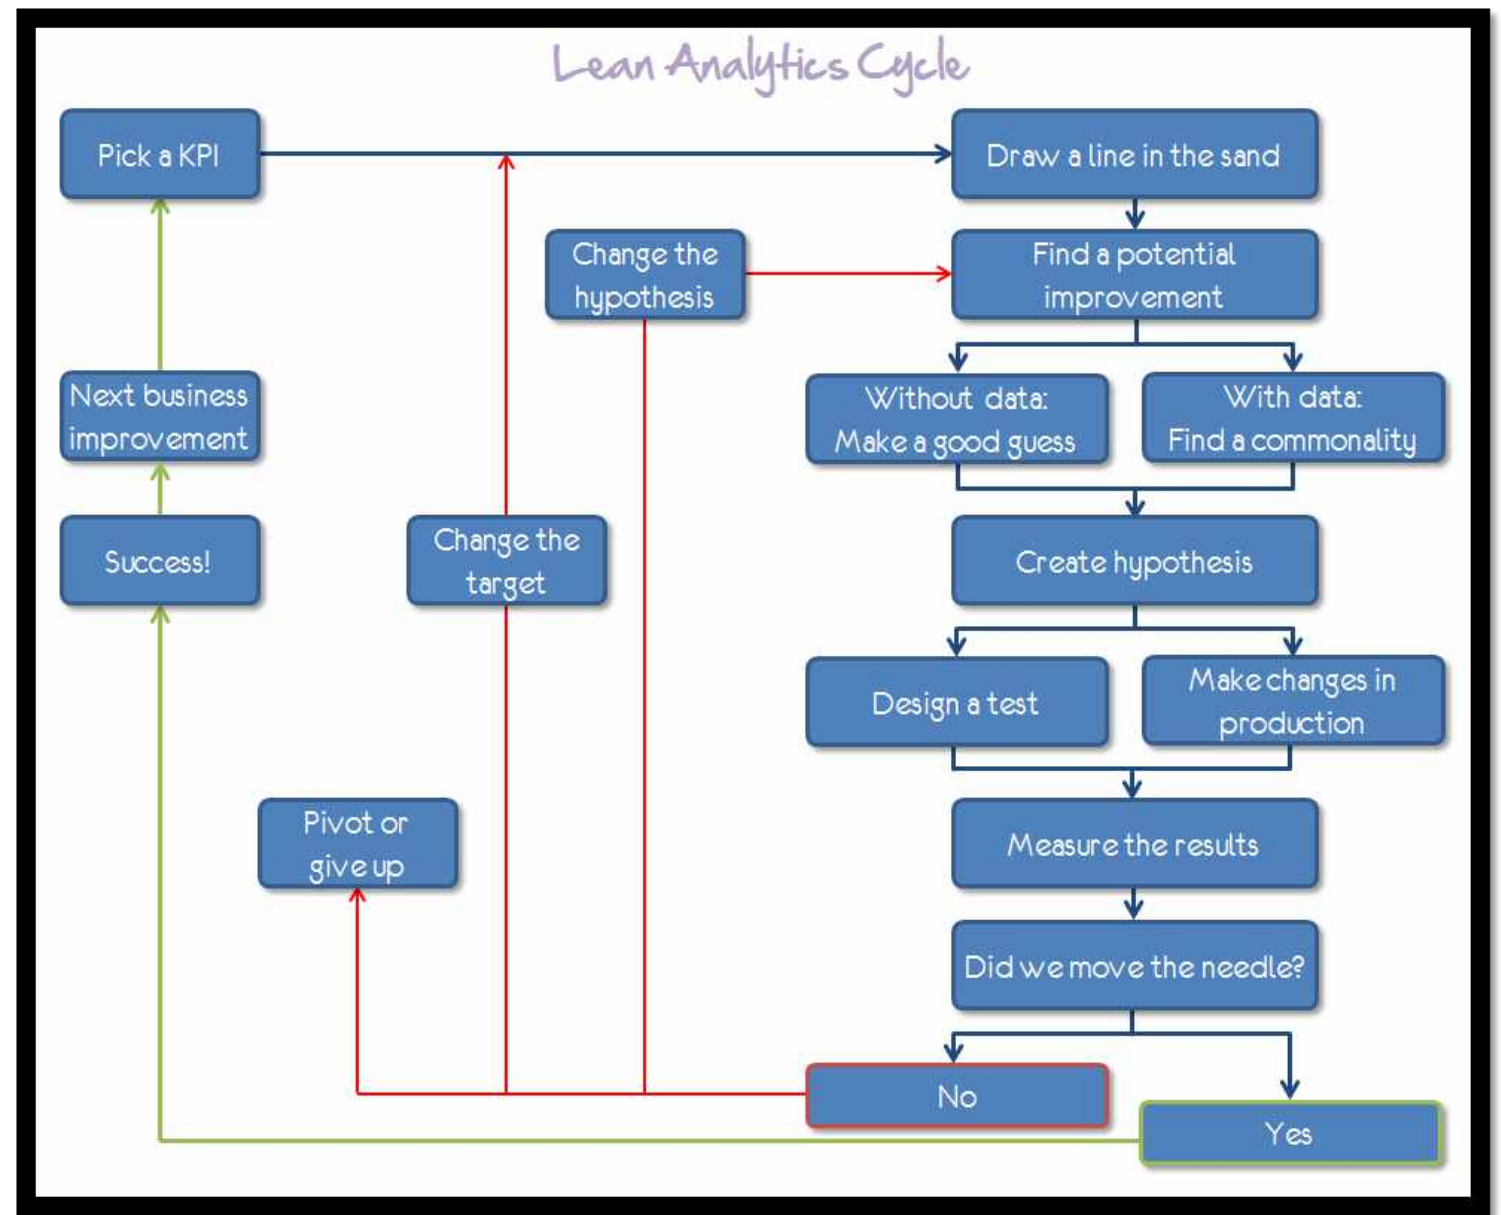 Lean Analytics Cycle
Pick a KPI
Draw a line in the sand
Change the
hypothesis
Find a potential
improvement
Next business
improvement
Without data:
Make a good guess
With data:
Find a commonality
Success!
Change the
target
Create hypothesis
Design a test
Make changes in
production
Pivot or
give up
Measure the results
Did we move the needle?
No
Yes